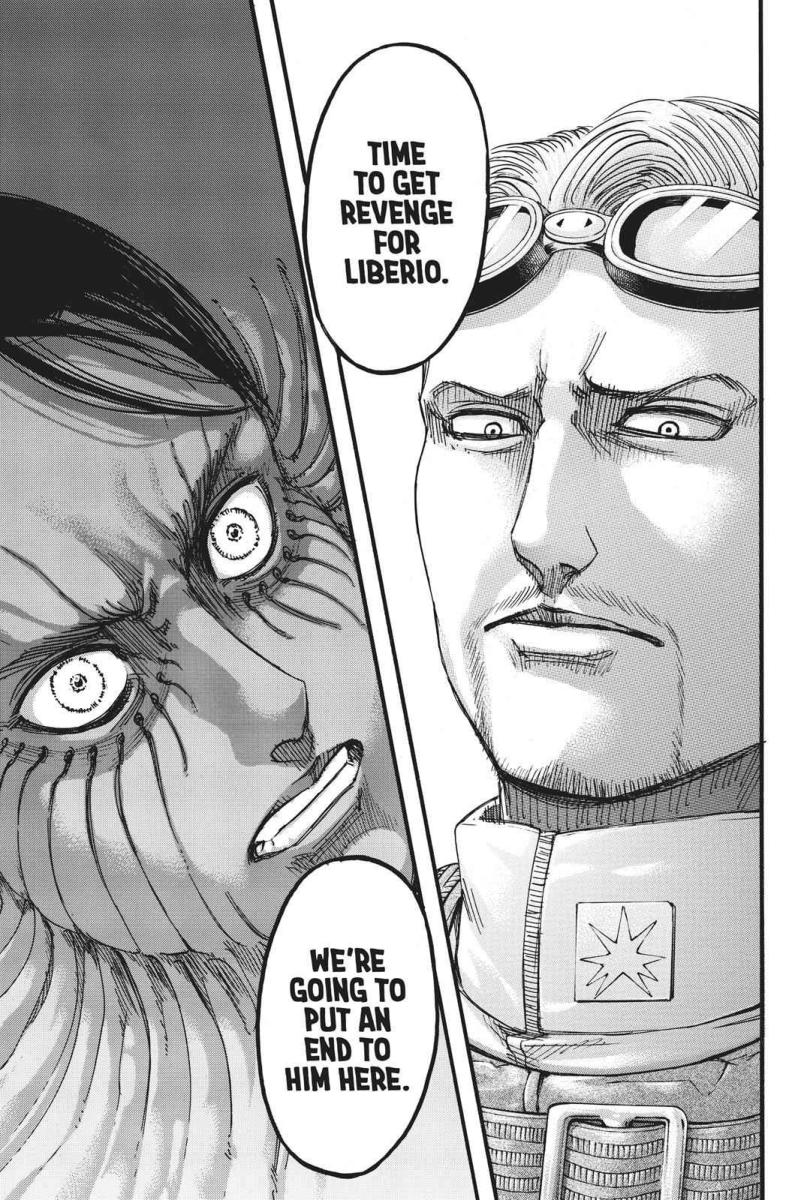 TIME
TO GET
REVENGE
FOR
LIBERIO.
WE'RE
GOING TO
PUT AN
END TO
HIM HERE.